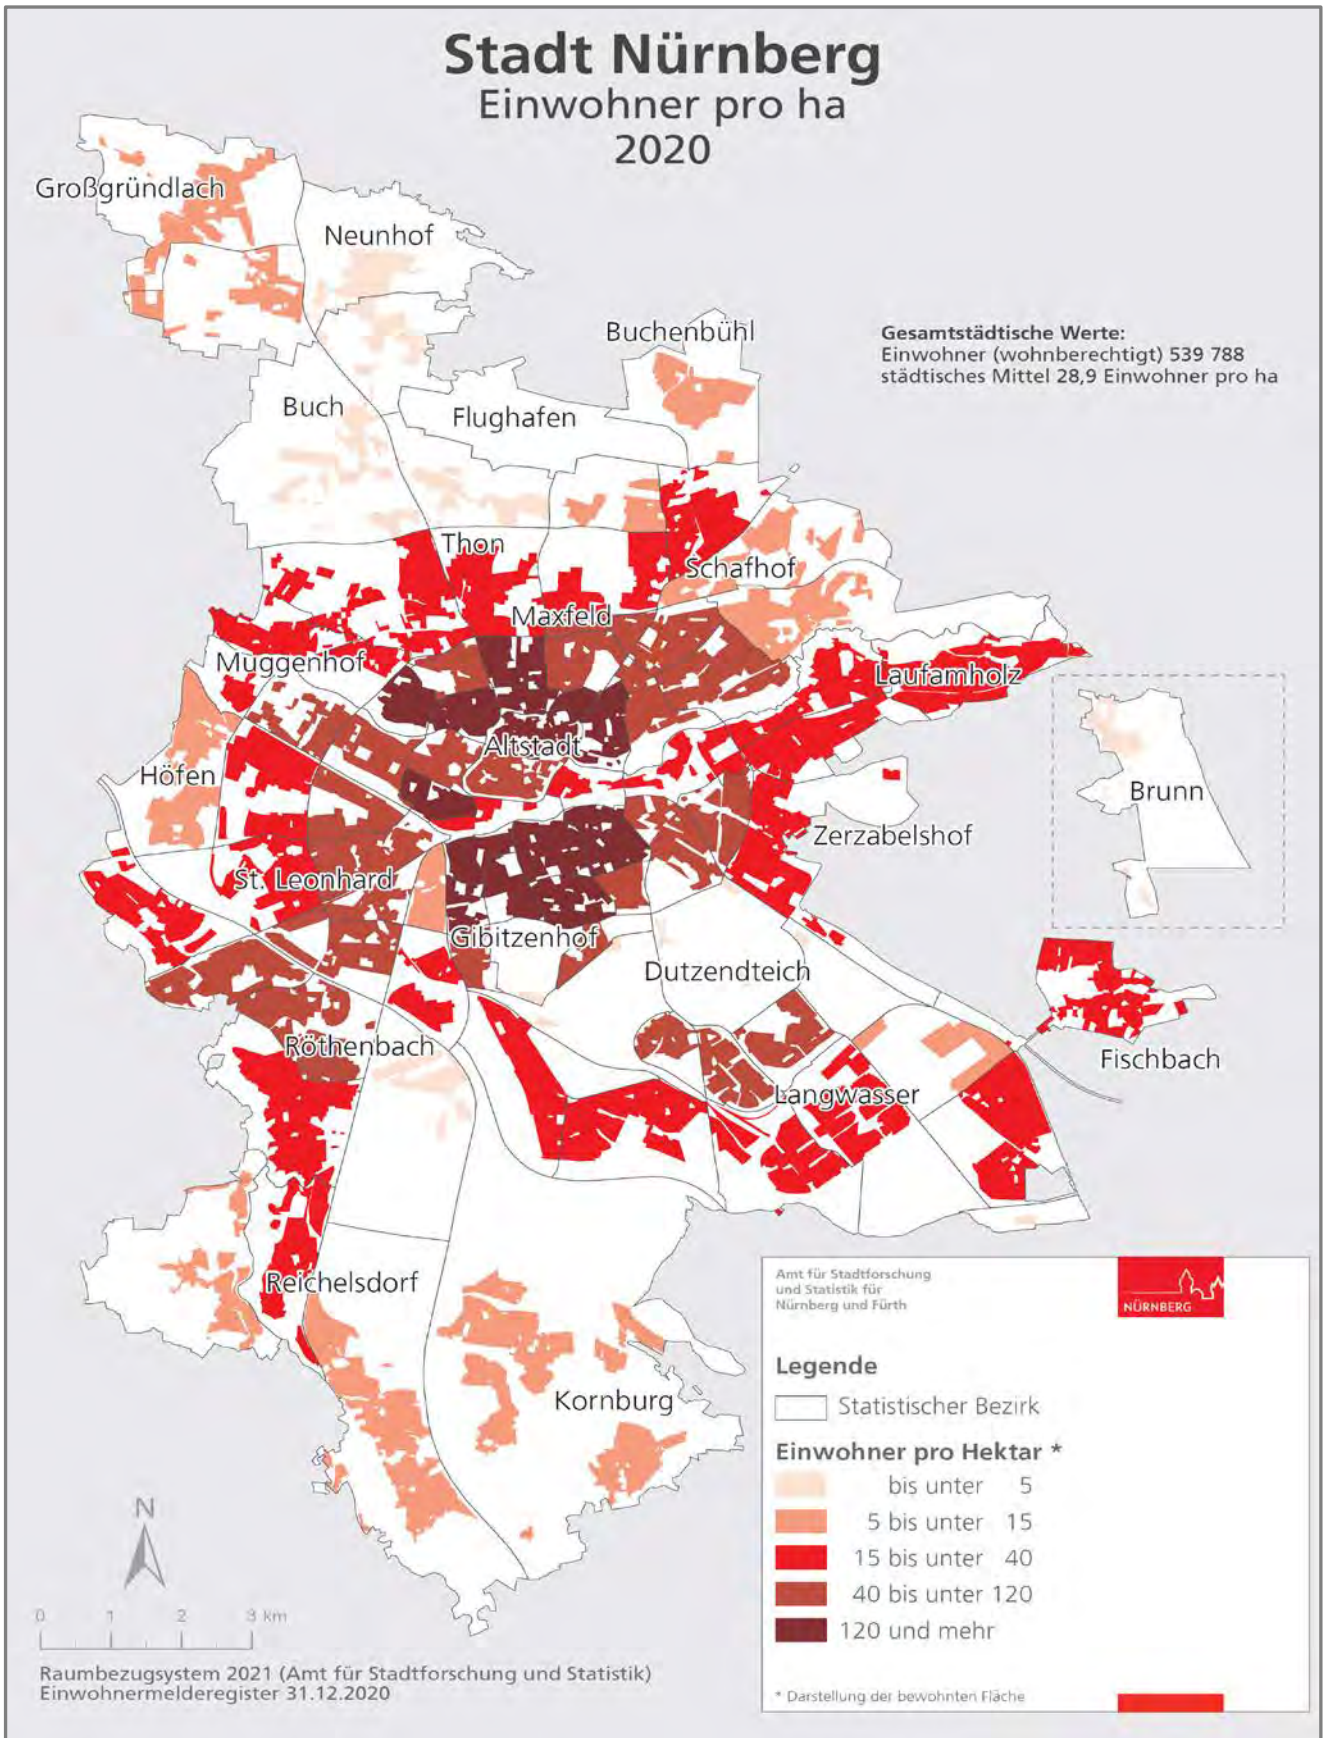 Stadt Nürnberg
Einwohner pro ha
2020
Großgründlach
Neunhof
Buchenbühl
Gesamtstädtische Werte:
Einwohner (wohnberechtigt) 539 788
städtisches Mittel 28,9 Einwohner pro ha
Buch
Flughafen
Thon
Schafhof
Maxfeld
Muggenhof
Laufamholz
Altstadt
Höfen
Brunn
Zerzabelshof
St. Leonhard
Gibitzenhof
Dutzendteich
Röthenbach
Fischbach
Langwasser
Reichelsdorf
Kornburg
Amt für Stadtforschung
und Statistik für
Nürnberg und Fürth
NÜRNBERG
Legende
Statistischer Bezirk
Einwohner pro Hektar *
bis unter 5
5 bis unter 15
15 bis unter 40
40 bis unter 120
120 und mehr
* Darstellung der bewohnten Fläche
N
0 1 2 3 km
Raumbezugsystem 2021 (Amt für Stadtforschung und Statistik)
Einwohnermelderegister 31.12.2020